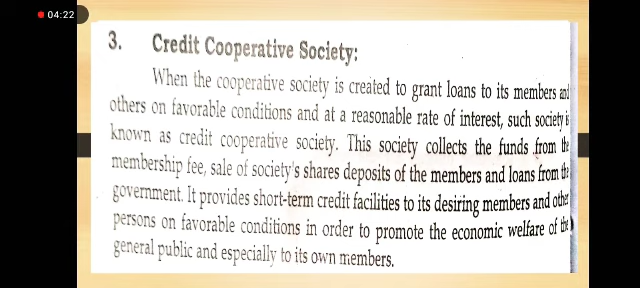 04:22
3. Credit Cooperative Society:
When the cooperative society is created to grant loans to its members and
others on favorable conditions and at a reasonable rate of interest, such society is
known as credit cooperative society. This society collects the funds from the
membership fee, sale of society's shares deposits of the members and loans from the
government. It provides short-term credit facilities to its desiring members and other
persons on favorable conditions in order to promote the economic welfare of the
general public and especially to its own members.